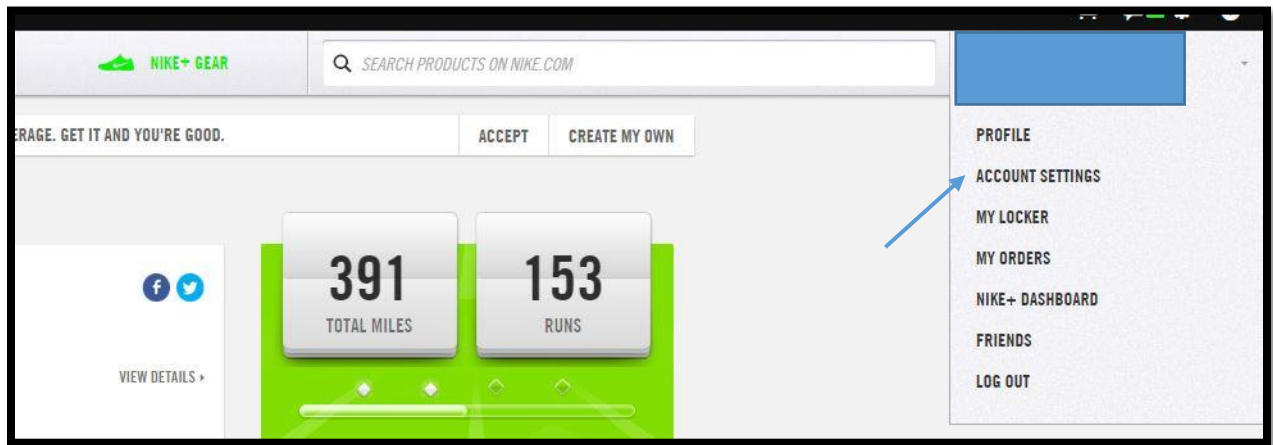 NIKE+ GEAR
SEARCH PRODUCTS ON NIKE.COM
ERAGE. GET IT AND YOU'RE GOOD.
ACCEPT
CREATE MY OWN
PROFILE
ACCOUNT SETTINGS
MY LOCKER
MY ORDERS
NIKE+ DASHBOARD
FRIENDS
LOG OUT
391
TOTAL MILES
153
RUNS
f
VIEW DETAILS